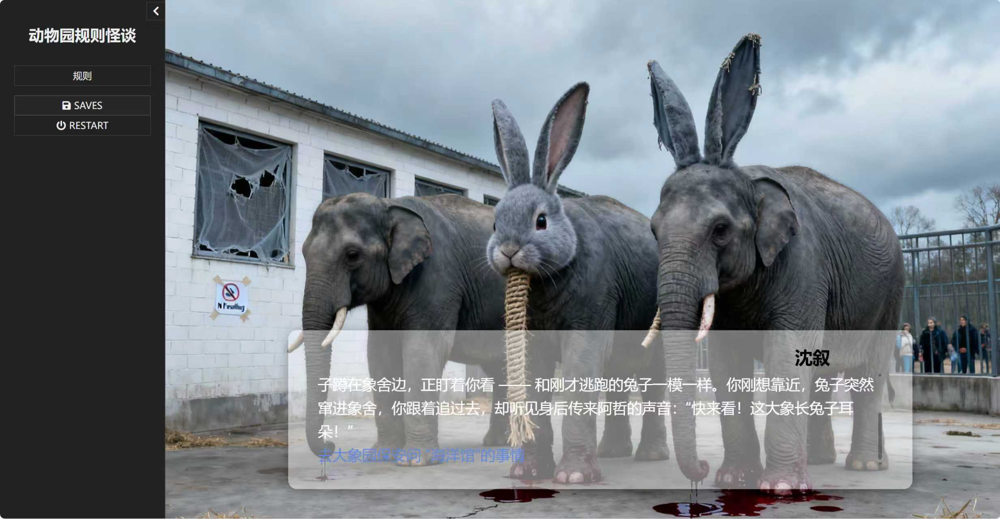 动物园规则怪谈
规则
SAVES
RESTART
沈叙
子蹲在象舍边，正盯着你看 —— 和刚才逃跑的兔子一模一样。你刚想靠近，兔子突然
窜进象舍，你跟着追过去，却听见身后传来阿哲的声音：“快来看！这大象长兔子耳
朵！”
去大象园保安问 “海洋馆”的事情